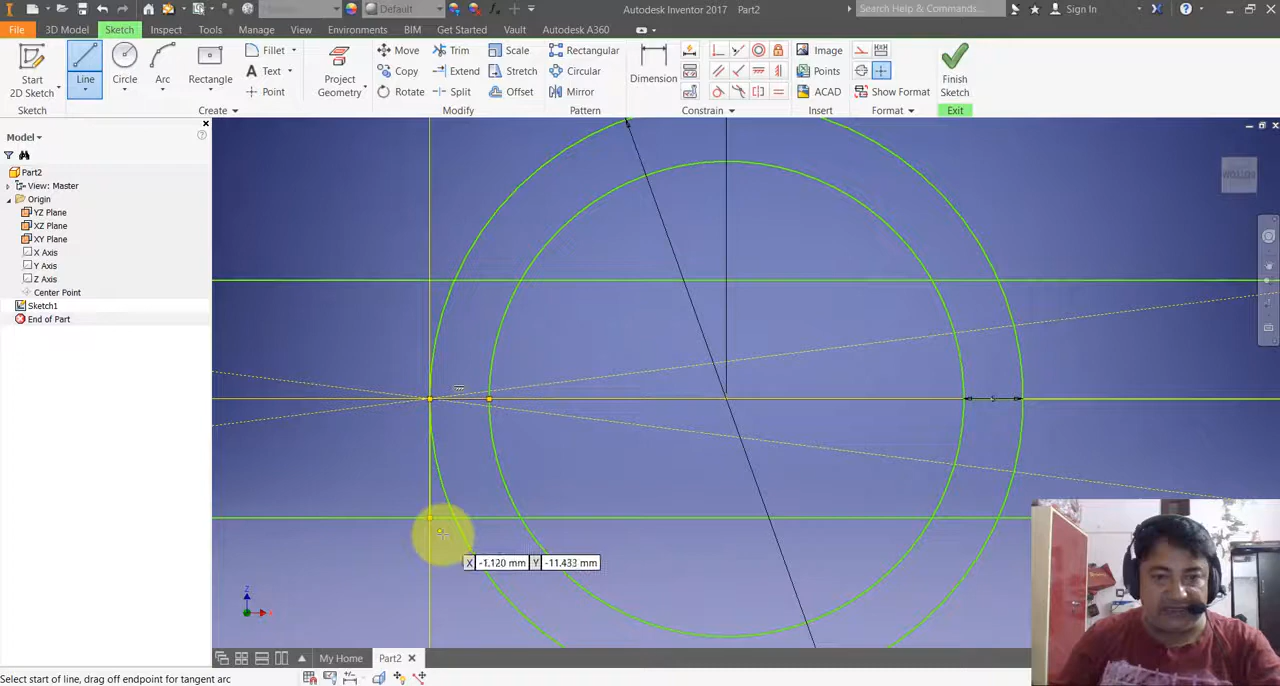 Material
Default
Autodesk Inventor 2017 Part2
Search Help & Commands...
Sign In
File 3D Model Sketch Inspect Tools Manage View Environments BIM Get Started Vault Autodesk A360
Start
2D Sketch
Line
Circle
Arc
Rectangle
Fillet
Text
Point
Project
Geometry
Move
Copy
Rotate
Trim
Extend
Split
Scale
Stretch
Offset
Rectangular
Circular
Mirror
Dimension
Image
Points
ACAD
Show Format
Finish
Sketch
Sketch Create Modify Pattern Constrain Insert Format Exit
Model
Part2
View: Master
Origin
YZ Plane
XZ Plane
XY Plane
X Axis
Y Axis
Z Axis
Center Point
Sketch1
End of Part
BOTTOM
5
X -1.120 mm Y -11.433 mm
Z
My Home Part2
Select start of line, drag off endpoint for tangent arc